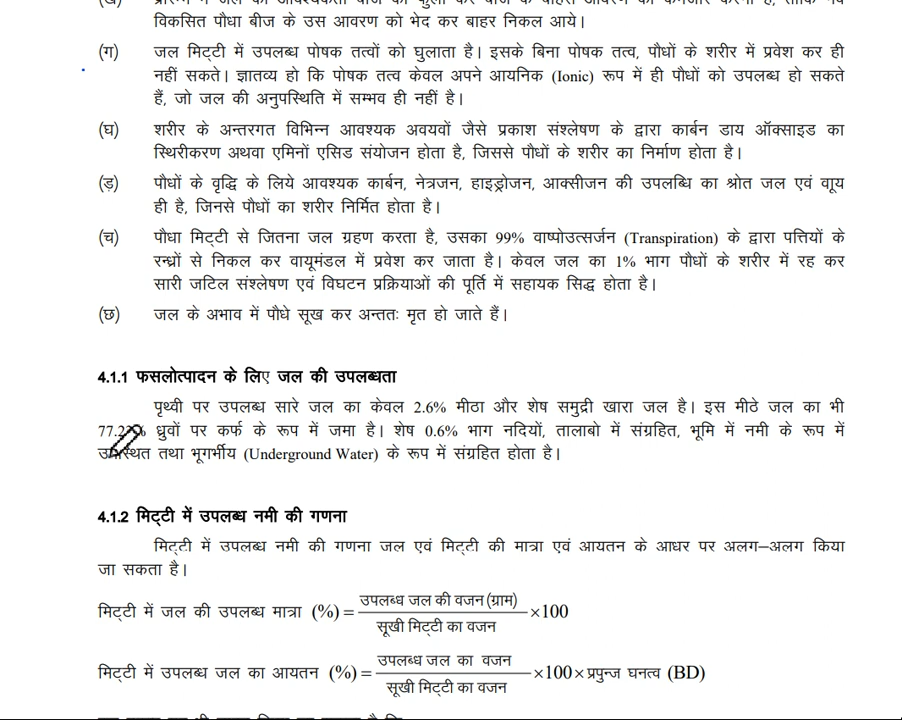 विकसित पौधा बीज के उस आवरण को भेद कर बाहर निकल आये।
(ग) जल मिट्टी में उपलब्ध पोषक तत्वों को घुलाता है। इसके बिना पोषक तत्व, पौधों के शरीर में प्रवेश कर ही
नहीं सकते। ज्ञातव्य हो कि पोषक तत्व केवल अपने आयनिक (Ionic) रूप में ही पौधों को उपलब्ध हो सकते
हैं, जो जल की अनुपस्थिति में सम्भव ही नहीं है।
(घ) शरीर के अन्तरगत विभिन्न आवश्यक अवयवों जैसे प्रकाश संश्लेषण के द्वारा कार्बन डाय ऑक्साइड का
स्थिरीकरण अथवा एमिनों एसिड संयोजन होता है, जिससे पौधों के शरीर का निर्माण होता है।
(ड़) पौधों के वृद्धि के लिये आवश्यक कार्बन, नेत्रजन, हाइड्रोजन, आक्सीजन की उपलब्धि का श्रोत जल एवं वाूय
ही है, जिनसे पौधों का शरीर निर्मित होता है।
(च) पौधा मिट्टी से जितना जल ग्रहण करता है, उसका 99% वाष्पोउत्सर्जन (Transpiration) के द्वारा पत्तियों के
रन्ध्रों से निकल कर वायूमंडल में प्रवेश कर जाता है। केवल जल का 1% भाग पौधों के शरीर में रह कर
सारी जटिल संश्लेषण एवं विघटन प्रक्रियाओं की पूर्ति में सहायक सिद्ध होता है।
(छ) जल के अभाव में पौधे सूख कर अन्ततः मृत हो जाते हैं।
4.1.1 फसलोत्पादन के लिए जल की उपलब्धता
पृथ्वी पर उपलब्ध सारे जल का केवल 2.6% मीठा और शेष समुद्री खारा जल है। इस मीठे जल का भी
ध्रुवों पर बर्फ के रूप में जमा है। शेष 0.6% भाग नदियों, तालाबो में संग्रहित, भूमि में नमी के रूप में
तथा भूगर्भीय (Underground Water) के रूप में संग्रहित होता है।
4.1.2 मिट्टी में उपलब्ध नमी की गणना
मिट्टी में उपलब्ध नमी की गणना जल एवं मिट्टी की मात्रा एवं आयतन के आधर पर अलग–अलग किया
जा सकता है।
मिट्टी में जल की उपलब्ध मात्रा (%) = उपलब्ध जल की वजन (ग्राम) / सूखी मिट्टी का वजन ×100
मिट्टी में उपलब्ध जल का आयतन (%) = उपलब्ध जल का वजन / सूखी मिट्टी का वजन ×100× प्रपुन्ज घनत्व (BD)